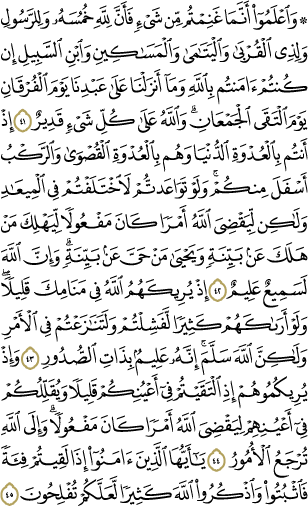 ۞ وَٱعْلَمُوٓا۟ أَنَّمَا غَنِمْتُم مِّن شَىْءٍ فَأَنَّ لِلَّهِ خُمُسَهُۥ وَلِلرَّسُولِ
وَلِذِى ٱلْقُرْبَىٰ وَٱلْيَتَـٰمَىٰ وَٱلْمَسَـٰكِينِ وَٱبْنِ ٱلسَّبِيلِ إِن
كُنتُمْ ءَامَنتُم بِٱللَّهِ وَمَآ أَنزَلْنَا عَلَىٰ عَبْدِنَا يَوْمَ ٱلْفُرْقَانِ
يَوْمَ ٱلْتَقَى ٱلْجَمْعَانِ ۗ وَٱللَّهُ عَلَىٰ كُلِّ شَىْءٍ قَدِيرٌ ٤١ إِذْ
أَنتُم بِٱلْعُدْوَةِ ٱلدُّنْيَا وَهُم بِٱلْعُدْوَةِ ٱلْقُصْوَىٰ وَٱلرَّكْبُ
أَسْفَلَ مِنكُمْ ۚ وَلَوْ تَوَاعَدتُّمْ لَٱخْتَلَفْتُمْ فِى ٱلْمِيعَـٰدِ ۙ
وَلَـٰكِن لِّيَقْضِىَ ٱللَّهُ أَمْرًا كَانَ مَفْعُولًا لِّيَهْلِكَ مَنْ
هَلَكَ عَنۢ بَيِّنَةٍ وَيَحْيَىٰ مَنْ حَىَّ عَنۢ بَيِّنَةٍ ۗ وَإِنَّ ٱللَّهَ
لَسَمِيعٌ عَلِيمٌ ٤٢ إِذْ يُرِيكَهُمُ ٱللَّهُ فِى مَنَامِكَ قَلِيلًا ۖ
وَلَوْ أَرَىٰكَهُمْ كَثِيرًا لَّفَشِلْتُمْ وَلَتَنَـٰزَعْتُمْ فِى ٱلْأَمْرِ
وَلَـٰكِنَّ ٱللَّهَ سَلَّمَ ۗ إِنَّهُۥ عَلِيمٌۢ بِذَاتِ ٱلصُّدُورِ ٤٣ وَإِذْ
يُرِيكُمُوهُمْ إِذِ ٱلْتَقَيْتُمْ فِىٓ أَعْيُنِكُمْ قَلِيلًا وَيُقَلِّلُكُمْ
فِىٓ أَعْيُنِهِمْ لِيَقْضِىَ ٱللَّهُ أَمْرًا كَانَ مَفْعُولًا ۗ وَإِلَى ٱللَّهِ
تُرْجَعُ ٱلْأُمُورُ ٤٤ يَـٰٓأَيُّهَا ٱلَّذِينَ ءَامَنُوٓا۟ إِذَا لَقِيتُمْ فِئَةً
فَٱثْبُتُوا۟ وَٱذْكُرُوا۟ ٱللَّهَ كَثِيرًا لَّعَلَّكُمْ تُفْلِحُونَ ٤٥